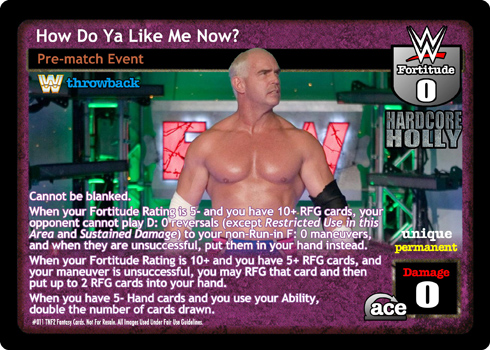 How Do Ya Like Me Now?
Pre-match Event
W
Fortitude
0
throwback
HARDCORE
HOLLY
Cannot be blanked.
When your Fortitude Rating is 5- and you have 10+ RFG cards, your
opponent cannot play D: 0 reversals (except Restricted Use in this
Area and Sustained Damage) to your non-Run-in F: 0 maneuvers,
and when they are unsuccessful, put them in your hand instead.
When your Fortitude Rating is 10+ and you have 5+ RFG cards, and
your maneuver is unsuccessful, you may RFG that card and then
put up to 2 RFG cards into your hand.
When you have 5- Hand cards and you use your Ability,
double the number of cards drawn.
unique
permanent
Damage
0
ace
#011 TNF2 Fantasy Cards. Not For Resale. All Images Used Under Fair Use Guidelines.